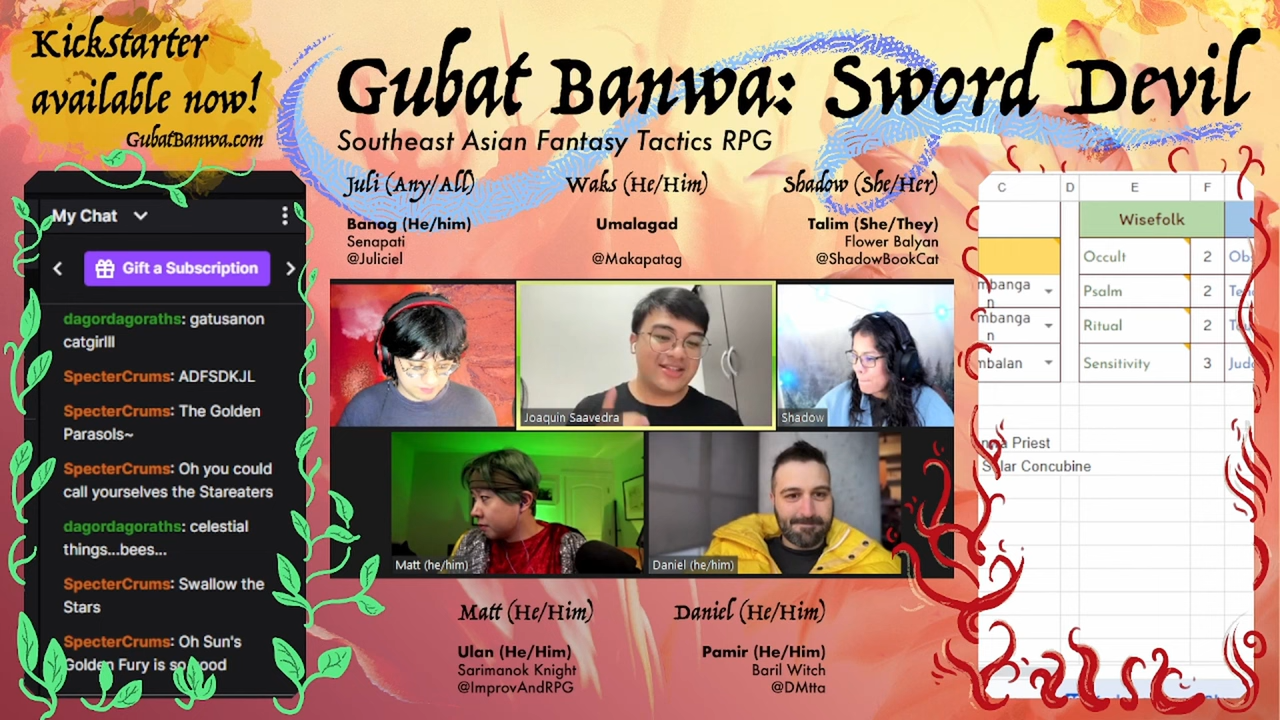 Kickstarter
available now!
GubatBanwa.com
Gubat Banwa: Sword Devil
Southeast Asian Fantasy Tactics RPG
Juli (Any/All)
Banog (He/him)
Senapati
@Juliciel
Waks (He/Him)
Umalagad
@Makapatag
Shadow (She/Her)
Talim (She/They)
Flower Balyan
@ShadowBookCat
My Chat
Gift a Subscription
dagordagoraths: gatusanon
catgirlll
SpecterCrums: ADFSDKJL
SpecterCrums: The Golden
Parasols~
SpecterCrums: Oh you could
call yourselves the Stareaters
dagordagoraths: celestial
things...bees...
SpecterCrums: Swallow the
Stars
SpecterCrums: Oh Sun's
Golden Fury is so good
Joaquin Saavedra
Shadow
Matt (he/him)
Daniel (he/him)
Matt (He/Him)
Ulan (He/Him)
Sarimanok Knight
@ImprovAndRPG
Daniel (He/Him)
Pamir (He/Him)
Baril Witch
@DMtta
C D E F
Wisefolk
Occult 2
mbanga
n
Psalm 2
mbanga
n
Ritual 2
mbalan
Sensitivity 3
Priest
Solar Concubine